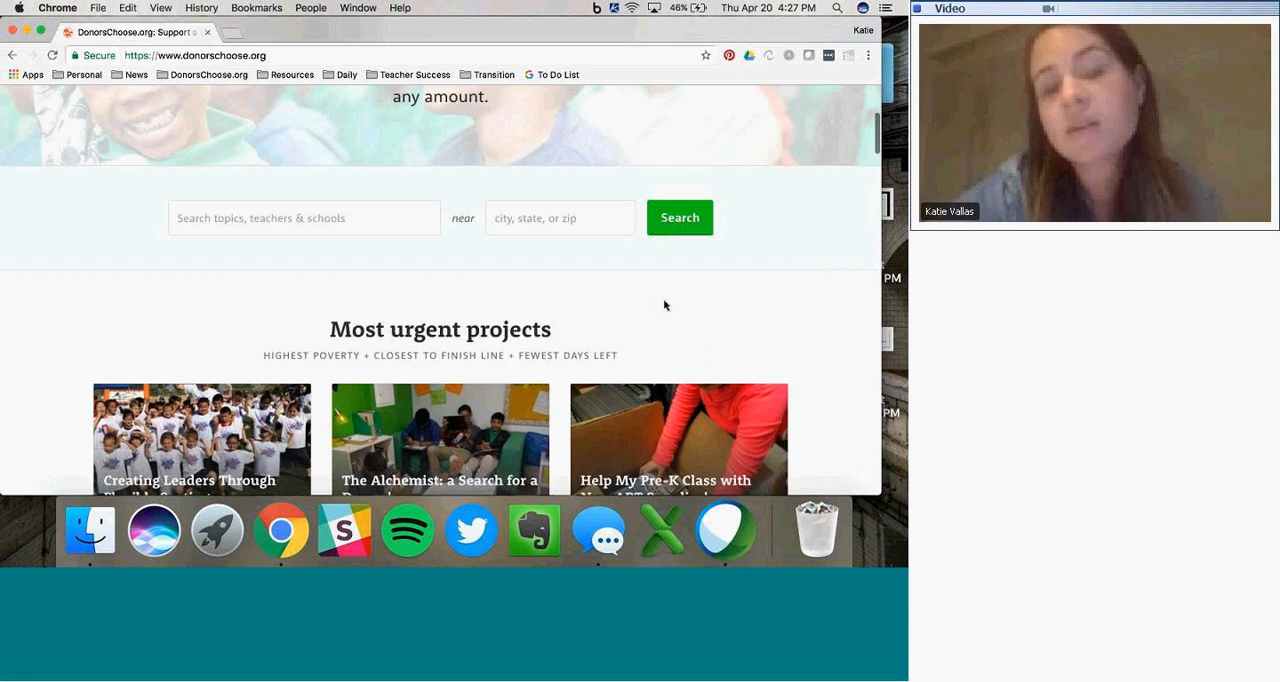 Chrome File Edit View History Bookmarks People Window Help
46% Thu Apr 20 4:27 PM
Video
DonorsChoose.org: Support
Katie
Secure https://www.donorschoose.org
Apps Personal News DonorsChoose.org Resources Daily Teacher Success Transition To Do List
any amount.
Search topics, teachers & schools near city, state, or zip Search
Katie Vallas
PM
Most urgent projects
HIGHEST POVERTY + CLOSEST TO FINISH LINE + FEWEST DAYS LEFT
PM
Creating Leaders Through
The Alchemist: a Search for a
Help My Pre-K Class with